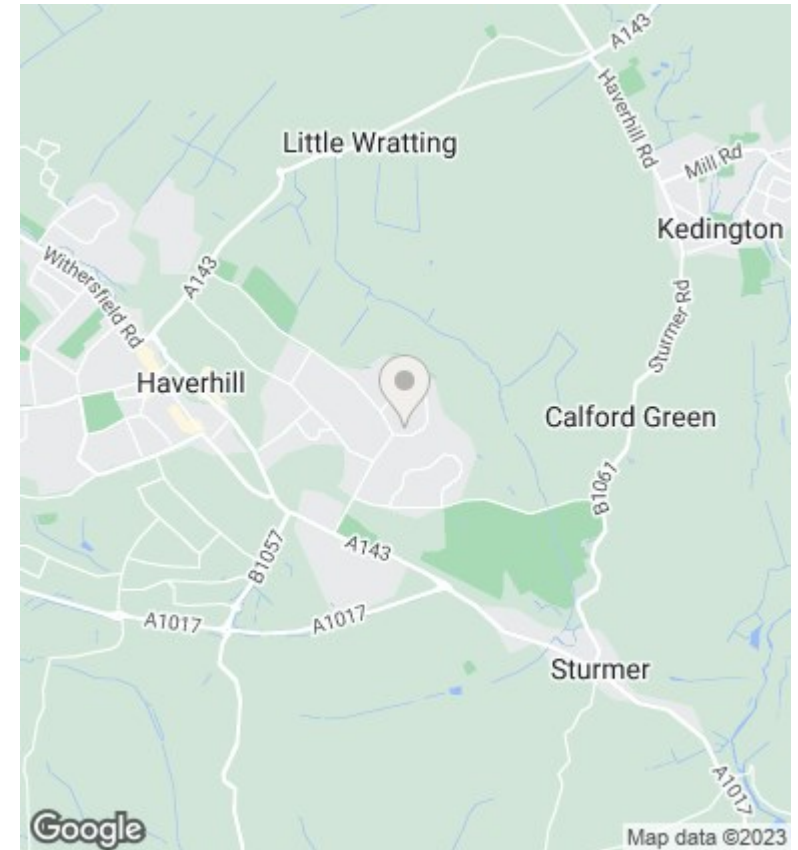 A143
Haverhill Rd
Little Wratting
Mill Rd
Kedington
Withersfield Rd
A143
Sturmer Rd
Haverhill
Calford Green
B1061
A143
B1057
A1017
A1017
Sturmer
A1017
Google
Map data ©2023